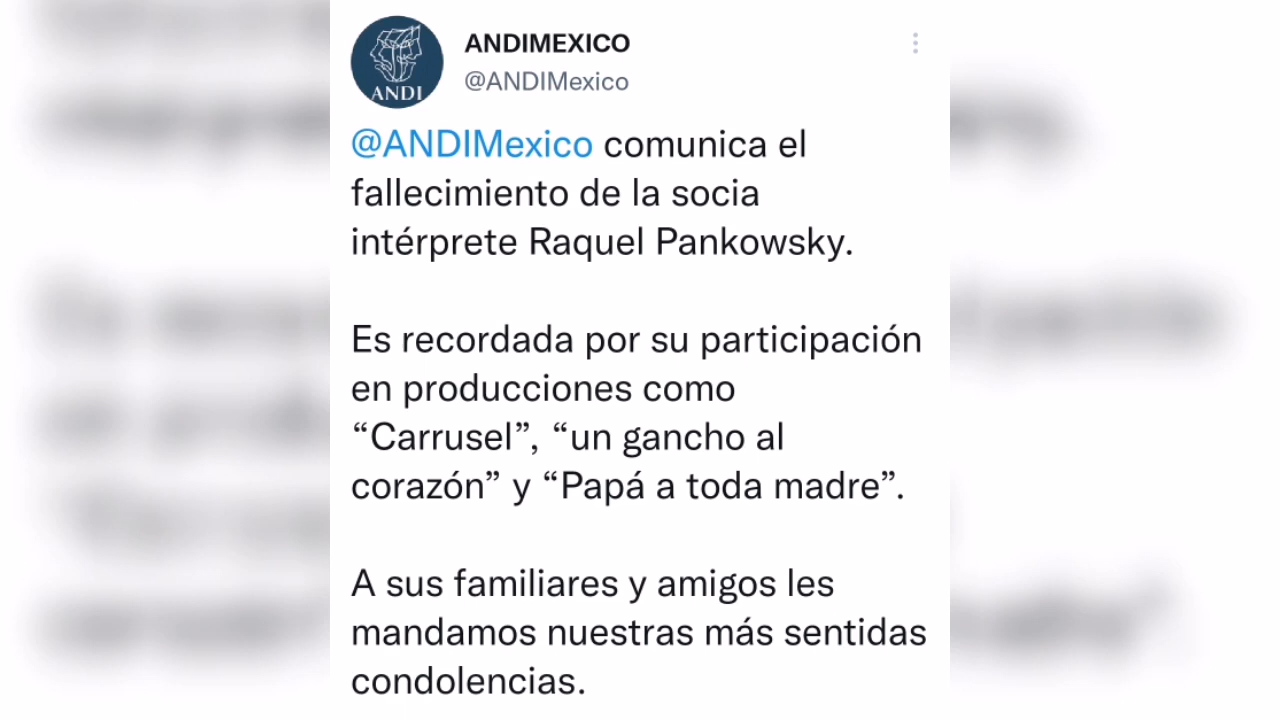 ANDIMEXICO
@ANDIMexico
ANDI
@ANDIMexico comunica el
fallecimiento de la socia
intérprete Raquel Pankowsky.
Es recordada por su participación
en producciones como
“Carrusel”, “un gancho al
corazón” y “Papá a toda madre”.
A sus familiares y amigos les
mandamos nuestras más sentidas
condolencias.